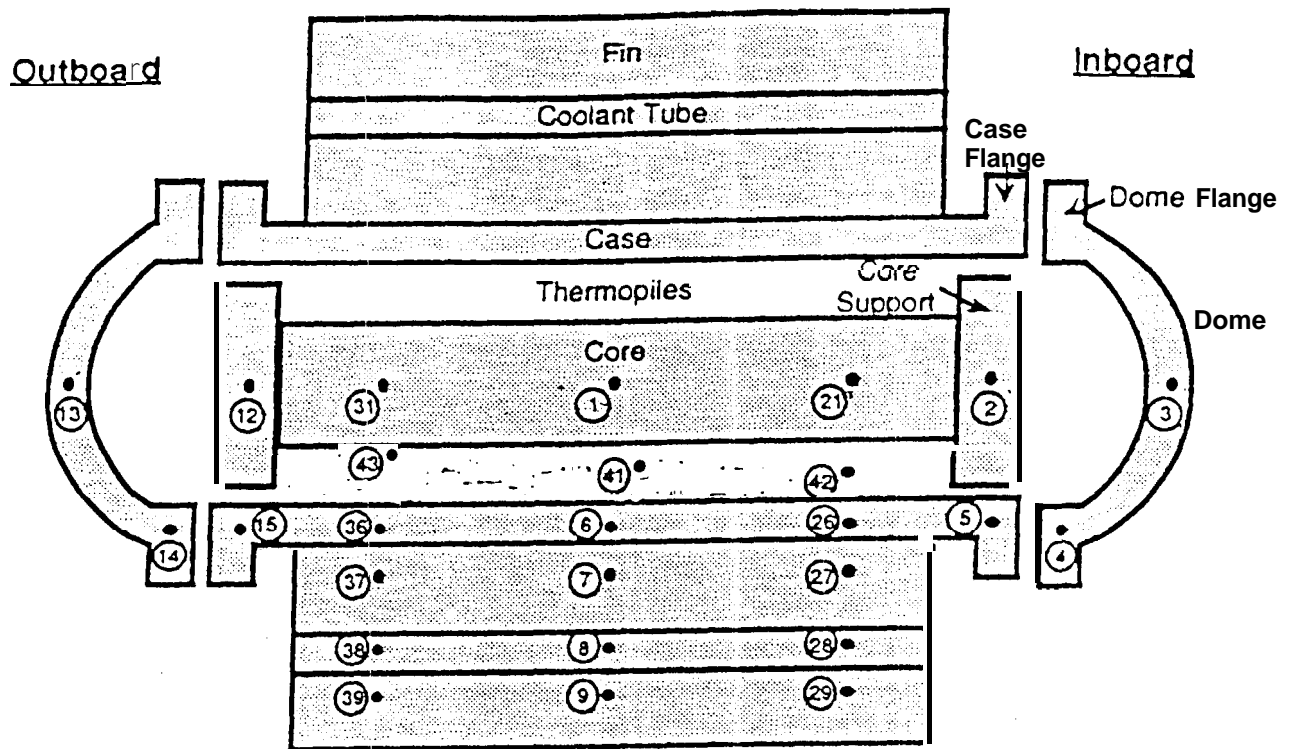 Fin
Outboard
Inboard
Coolant Tube
Case
Flange
Dome Flange
Case
Core
Support
Thermopiles
Dome
Core
13
12
31
1
21
2
3
43
41
42
15
36
6
26
5
14
4
37
7
27
38
8
28
39
9
29